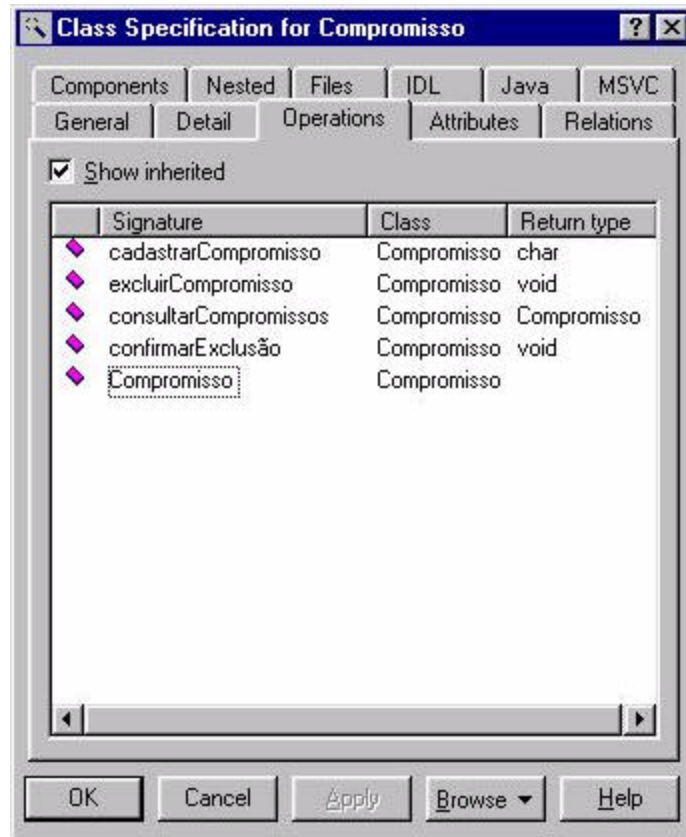 Class Specification for Compromisso
Components Nested Files IDL Java MSVC
General Detail Operations Attributes Relations
Show inherited
Signature Class Return type
cadastrarCompromisso Compromisso char
excluirCompromisso Compromisso void
consultarCompromissos Compromisso Compromisso
confirmarExclusão Compromisso void
Compromisso Compromisso
OK Cancel Apply Browse Help